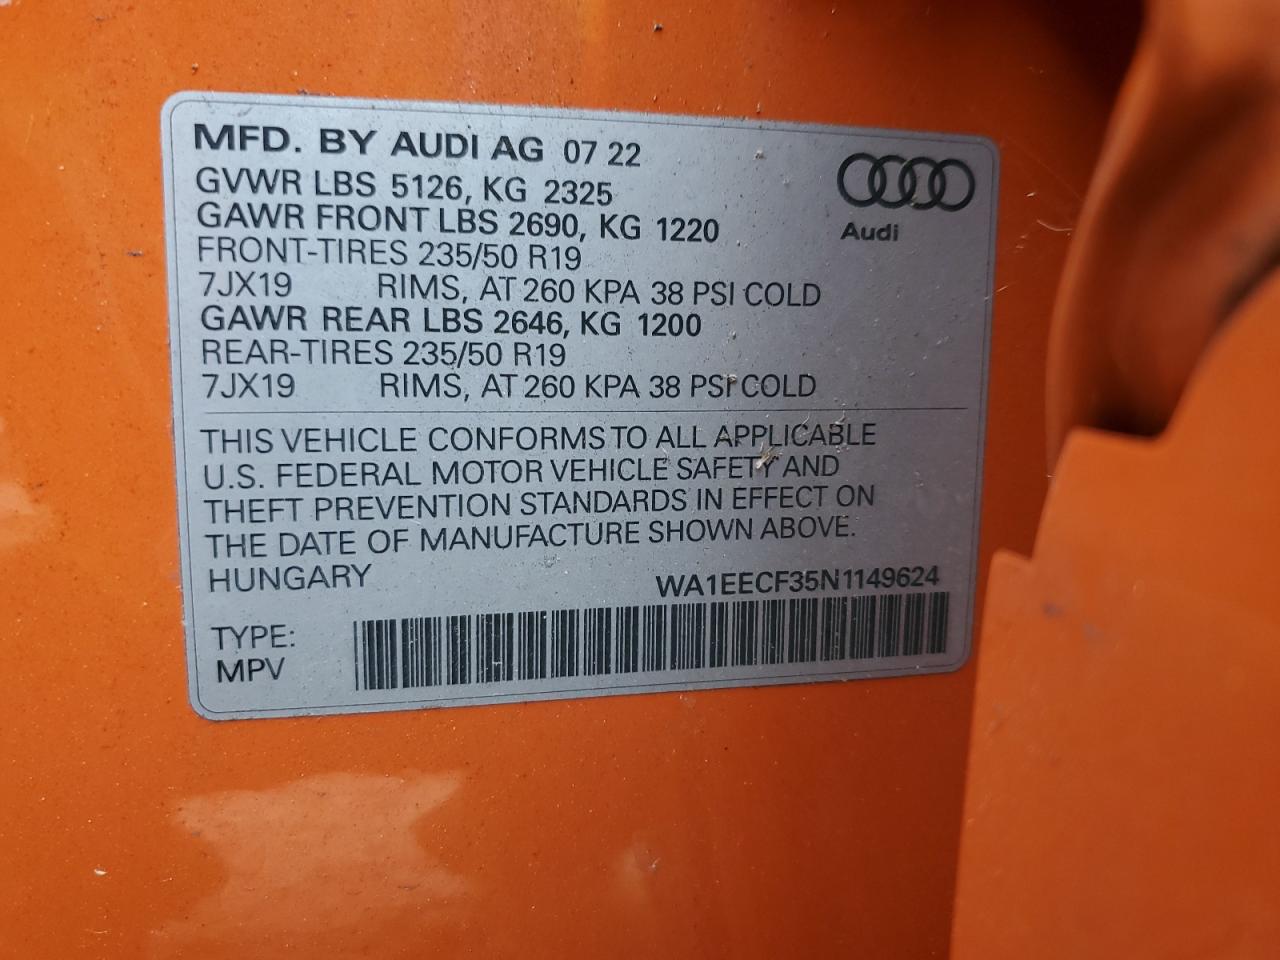 MFD. BY AUDI AG 07 22
GVWR LBS 5126, KG 2325
GAWR FRONT LBS 2690, KG 1220
FRONT-TIRES 235/50 R19
7JX19 RIMS, AT 260 KPA 38 PSI COLD
GAWR REAR LBS 2646, KG 1200
REAR-TIRES 235/50 R19
7JX19 RIMS, AT 260 KPA 38 PSI COLD
Audi
THIS VEHICLE CONFORMS TO ALL APPLICABLE
U.S. FEDERAL MOTOR VEHICLE SAFETY AND
THEFT PREVENTION STANDARDS IN EFFECT ON
THE DATE OF MANUFACTURE SHOWN ABOVE.
HUNGARY WA1EECF35N1149624
TYPE:
MPV